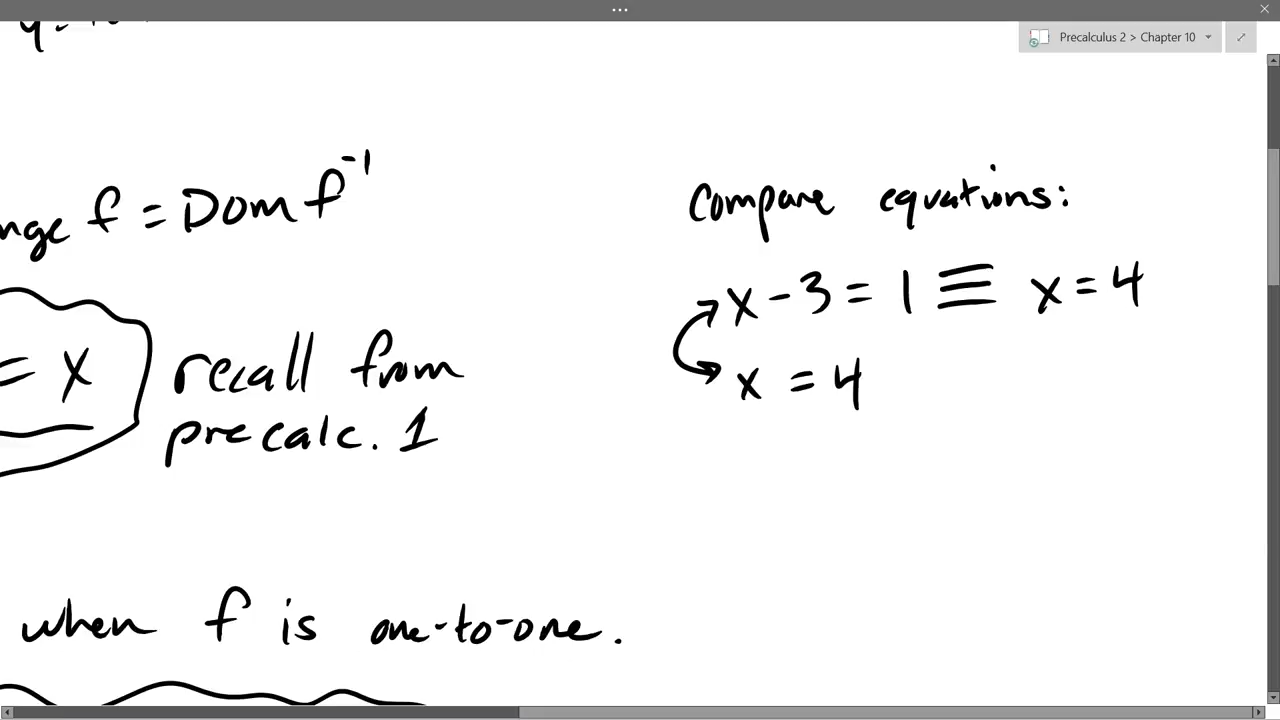 Precalculus 2 > Chapter 10
nge f = Dom f⁻¹
= x
recall from
precalc. 1
when f is one-to-one.
Compare equations:
x - 3 = 1 ≡ x = 4
x = 4